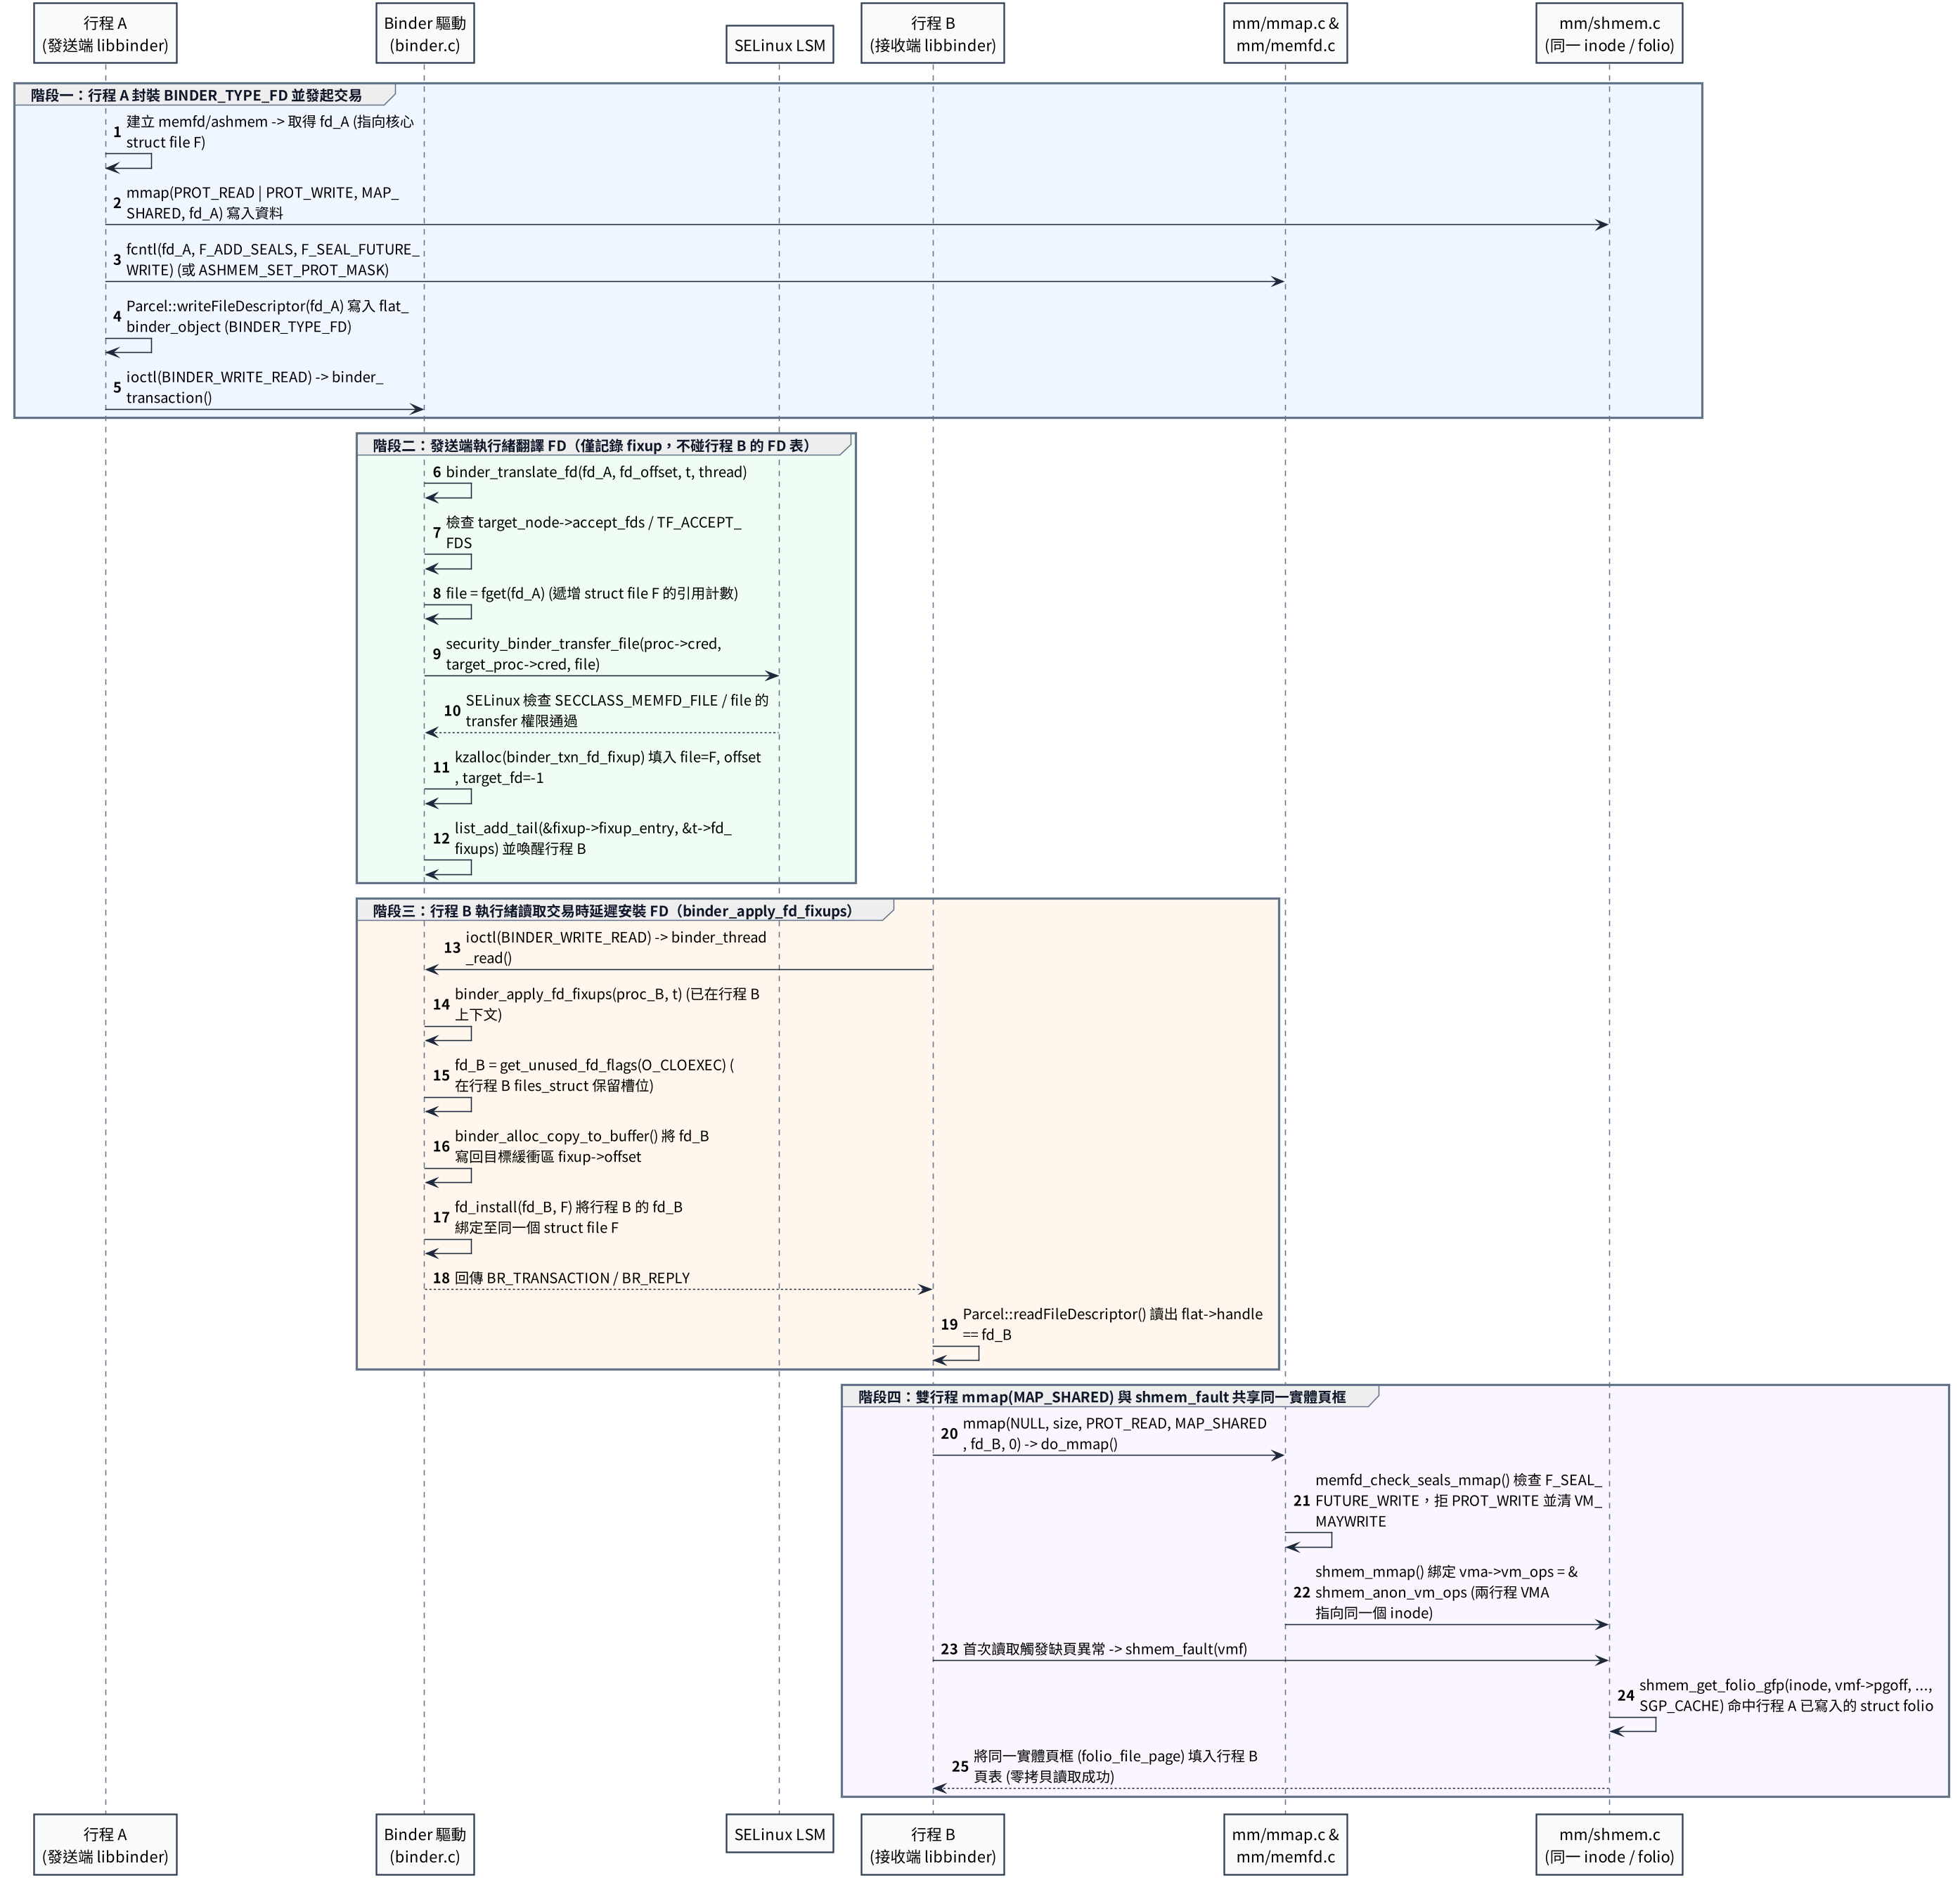 行程 A
(發送端 libbinder)
Binder 驅動
(binder.c)
SELinux LSM
行程 B
(接收端 libbinder)
mm/mmap.c &
mm/memfd.c
mm/shmem.c
(同一 inode / folio)
階段一：行程 A 封裝 BINDER_TYPE_FD 並發起交易
1 建立 memfd/ashmem -> 取得 fd_A (指向核心
struct file F)
2 mmap(PROT_READ | PROT_WRITE, MAP_
SHARED, fd_A) 寫入資料
3 fcntl(fd_A, F_ADD_SEALS, F_SEAL_FUTURE_
WRITE) (或 ASHMEM_SET_PROT_MASK)
4 Parcel::writeFileDescriptor(fd_A) 寫入 flat_
binder_object (BINDER_TYPE_FD)
5 ioctl(BINDER_WRITE_READ) -> binder_
transaction()
階段二：發送端執行緒翻譯 FD（僅記錄 fixup，不碰行程 B 的 FD 表）
6 binder_translate_fd(fd_A, fd_offset, t, thread)
7 檢查 target_node->accept_fds / TF_ACCEPT_
FDS
8 file = fget(fd_A) (遞增 struct file F 的引用計數)
9 security_binder_transfer_file(proc->cred,
target_proc->cred, file)
10 SELinux 檢查 SECCLASS_MEMFD_FILE / file 的
transfer 權限通過
11 kzalloc(binder_txn_fd_fixup) 填入 file=F, offset
, target_fd=-1
12 list_add_tail(&fixup->fixup_entry, &t->fd_
fixups) 並喚醒行程 B
階段三：行程 B 執行緒讀取交易時延遲安裝 FD（binder_apply_fd_fixups）
13 ioctl(BINDER_WRITE_READ) -> binder_thread
_read()
14 binder_apply_fd_fixups(proc_B, t) (已在行程 B
上下文)
15 fd_B = get_unused_fd_flags(O_CLOEXEC) (
在行程 B files_struct 保留槽位)
16 binder_alloc_copy_to_buffer() 將 fd_B
寫回目標緩衝區 fixup->offset
17 fd_install(fd_B, F) 將行程 B 的 fd_B
綁定至同一個 struct file F
18 回傳 BR_TRANSACTION / BR_REPLY
19 Parcel::readFileDescriptor() 讀出 flat->handle
== fd_B
階段四：雙行程 mmap(MAP_SHARED) 與 shmem_fault 共享同一實體頁框
20 mmap(NULL, size, PROT_READ, MAP_SHARED
, fd_B, 0) -> do_mmap()
21 memfd_check_seals_mmap() 檢查 F_SEAL_
FUTURE_WRITE，拒 PROT_WRITE 並清 VM_
MAYWRITE
22 shmem_mmap() 綁定 vma->vm_ops = &
shmem_anon_vm_ops (兩行程 VMA
指向同一個 inode)
23 首次讀取觸發缺頁異常 -> shmem_fault(vmf)
24 shmem_get_folio_gfp(inode, vmf->pgoff, ...,
SGP_CACHE) 命中行程 A 已寫入的 struct folio
25 將同一實體頁框 (folio_file_page) 填入行程 B
頁表 (零拷貝讀取成功)
行程 A
(發送端 libbinder)
Binder 驅動
(binder.c)
SELinux LSM
行程 B
(接收端 libbinder)
mm/mmap.c &
mm/memfd.c
mm/shmem.c
(同一 inode / folio)